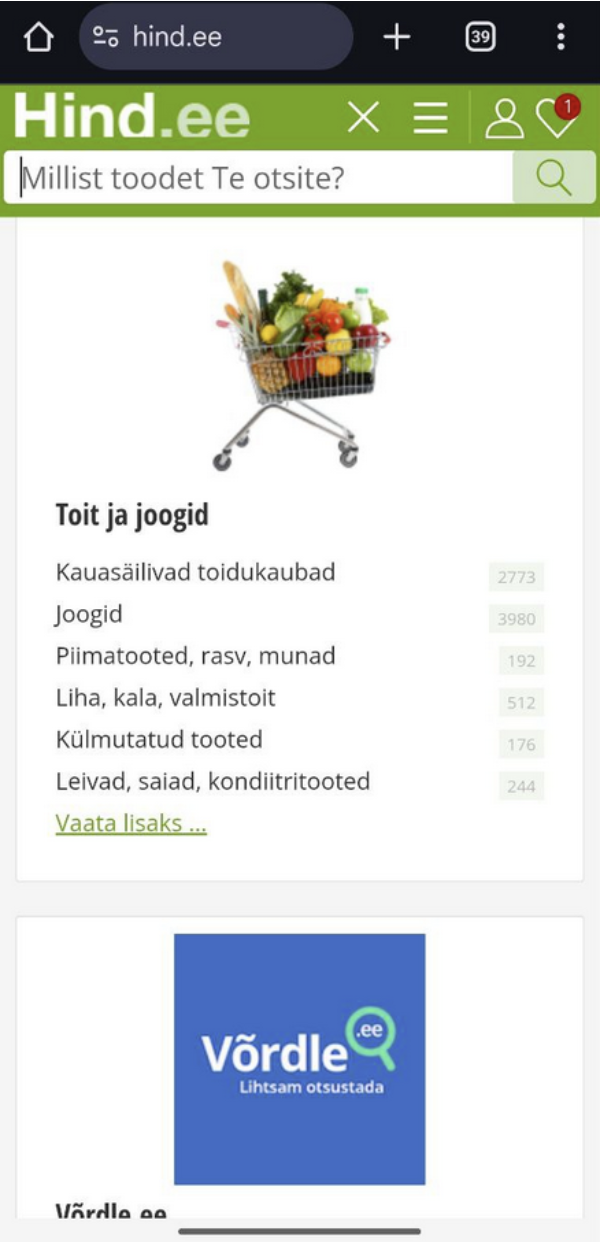 hind.ee
39
Hind.ee
1
Millist toodet Te otsite?
Toit ja joogid
Kauasäilivad toidukaubad 2773
Joogid 3980
Piimatooted, rasv, munad 192
Liha, kala, valmistoit 512
Külmutatud tooted 176
Leivad, saiad, kondiitritooted 244
Vaata lisaks ...
Võrdle.ee
Lihtsam otsustada
Võrdle.ee